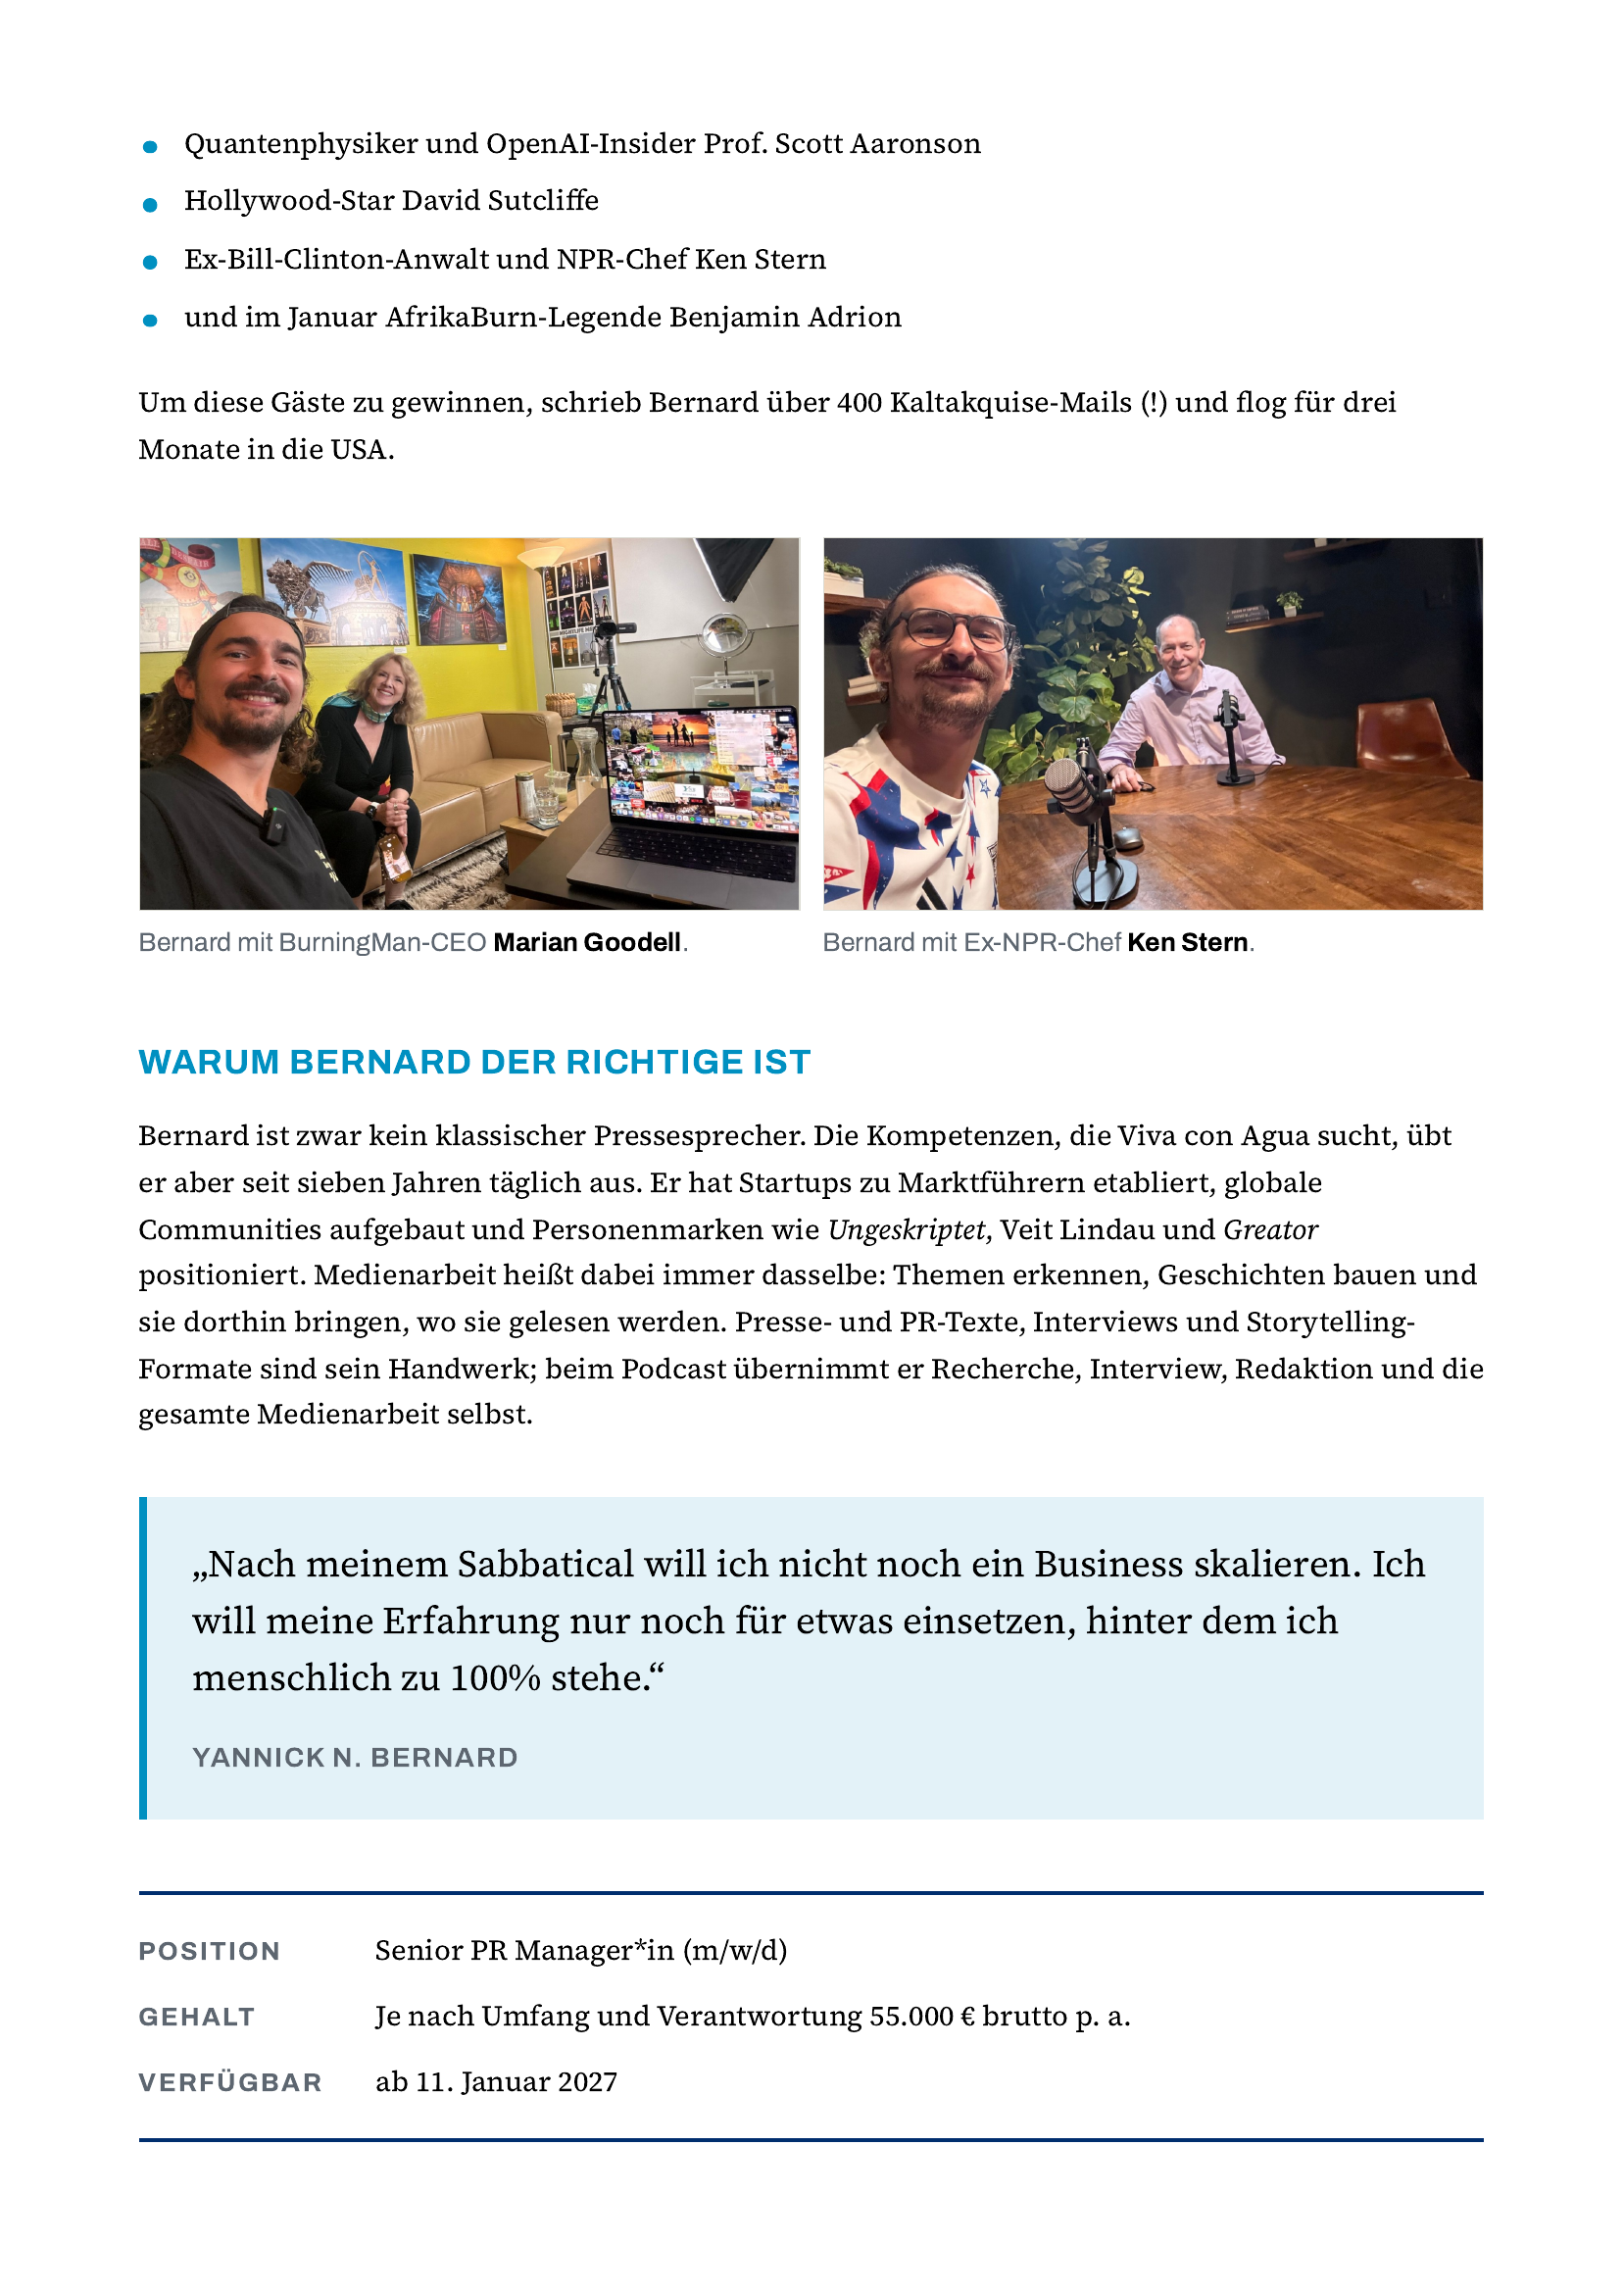 Quantenphysiker und OpenAI-Insider Prof. Scott Aaronson
Hollywood-Star David Sutcliffe
Ex-Bill-Clinton-Anwalt und NPR-Chef Ken Stern
und im Januar AfrikaBurn-Legende Benjamin Adrion
Um diese Gäste zu gewinnen, schrieb Bernard über 400 Kaltakquise-Mails (!) und flog für drei
Monate in die USA.
Bernard mit BurningMan-CEO Marian Goodell.
Bernard mit Ex-NPR-Chef Ken Stern.
WARUM BERNARD DER RICHTIGE IST
Bernard ist zwar kein klassischer Pressesprecher. Die Kompetenzen, die Viva con Agua sucht, übt
er aber seit sieben Jahren täglich aus. Er hat Startups zu Marktführern etabliert, globale
Communities aufgebaut und Personenmarken wie Ungeskriptet, Veit Lindau und Greator
positioniert. Medienarbeit heißt dabei immer dasselbe: Themen erkennen, Geschichten bauen und
sie dorthin bringen, wo sie gelesen werden. Presse- und PR-Texte, Interviews und Storytelling-
Formate sind sein Handwerk; beim Podcast übernimmt er Recherche, Interview, Redaktion und die
gesamte Medienarbeit selbst.
„Nach meinem Sabbatical will ich nicht noch ein Business skalieren. Ich
will meine Erfahrung nur noch für etwas einsetzen, hinter dem ich
menschlich zu 100% stehe.“
YANNICK N. BERNARD
POSITION Senior PR Manager*in (m/w/d)
GEHALT Je nach Umfang und Verantwortung 55.000 € brutto p. a.
VERFÜGBAR ab 11. Januar 2027